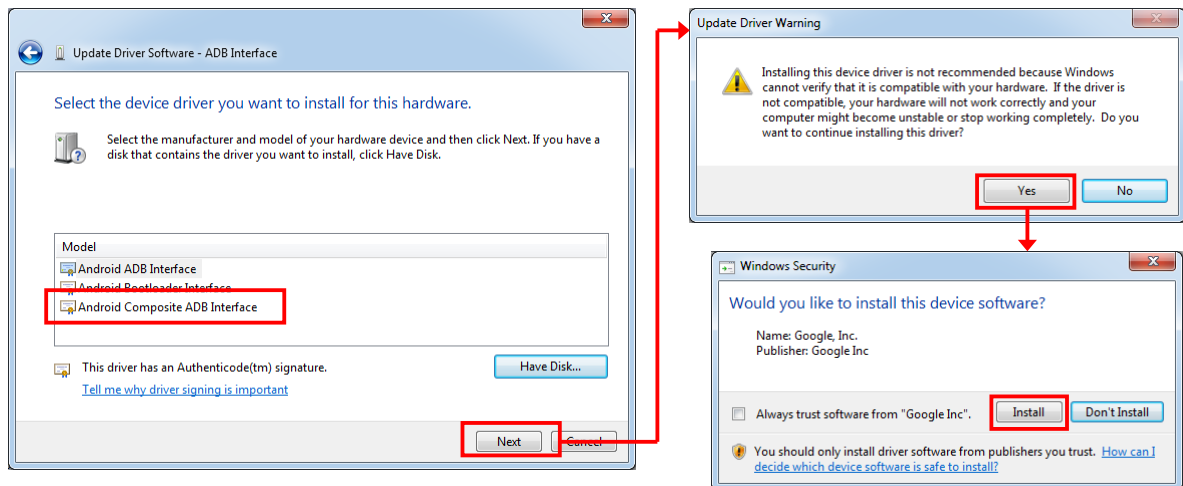 Update Driver Software - ADB Interface
Select the device driver you want to install for this hardware.
Select the manufacturer and model of your hardware device and then click Next. If you have a
disk that contains the driver you want to install, click Have Disk.
Model
Android ADB Interface
Android Bootloader Interface
Android Composite ADB Interface
This driver has an Authenticode(tm) signature.
Have Disk...
Tell me why driver signing is important
Next
Cancel
Update Driver Warning
Installing this device driver is not recommended because Windows
cannot verify that it is compatible with your hardware. If the driver is
not compatible, your hardware will not work correctly and your
computer might become unstable or stop working completely. Do you
want to continue installing this driver?
Yes
No
Windows Security
Would you like to install this device software?
Name: Google, Inc.
Publisher: Google Inc
Always trust software from "Google Inc".
Install
Don't Install
You should only install driver software from publishers you trust. How can I
decide which device software is safe to install?